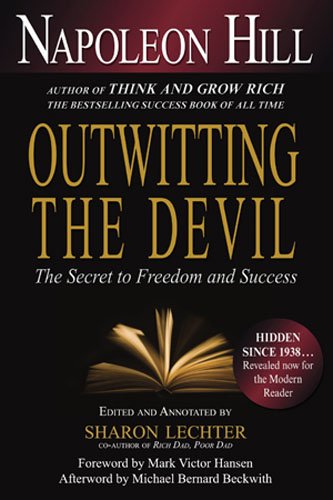 NAPOLEON HILL
AUTHOR OF THINK AND GROW RICH
THE BESTSELLING SUCCESS BOOK OF ALL TIME
OUTWITTING
THE DEVIL
The Secret to Freedom and Success
HIDDEN
SINCE 1938...
Revealed now for
the Modern
Reader
EDITED AND ANNOTATED BY
SHARON LECHTER
CO-AUTHOR OF RICH DAD, POOR DAD
Foreword by Mark Victor Hansen
Afterword by Michael Bernard Beckwith